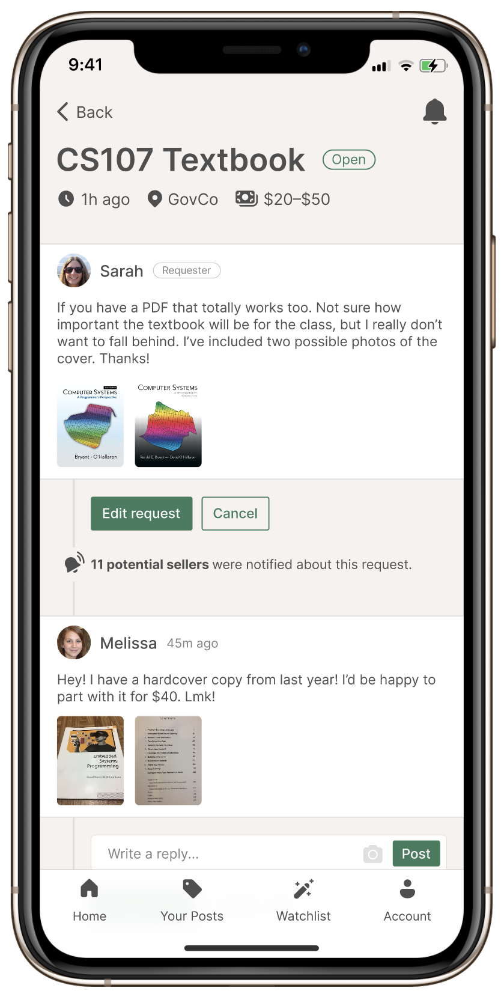 9:41
Back
CS107 Textbook Open
1h ago GovCo $20–$50
Sarah Requester
If you have a PDF that totally works too. Not sure how
important the textbook will be for the class, but I really don’t
want to fall behind. I’ve included two possible photos of the
cover. Thanks!
COMPUTER SYSTEMS
A Programmer's Perspective
Bryant • O'Hallaron
COMPUTER SYSTEMS
A PROGRAMMER'S
PERSPECTIVE
Randal E. Bryant and David O'Hallaron
Edit request Cancel
11 potential sellers were notified about this request.
Melissa 45m ago
Hey! I have a hardcover copy from last year! I’d be happy to
part with it for $40. Lmk!
Embedded
Systems
Programming
CONTENTS
Write a reply...
Post
Home Your Posts Watchlist Account